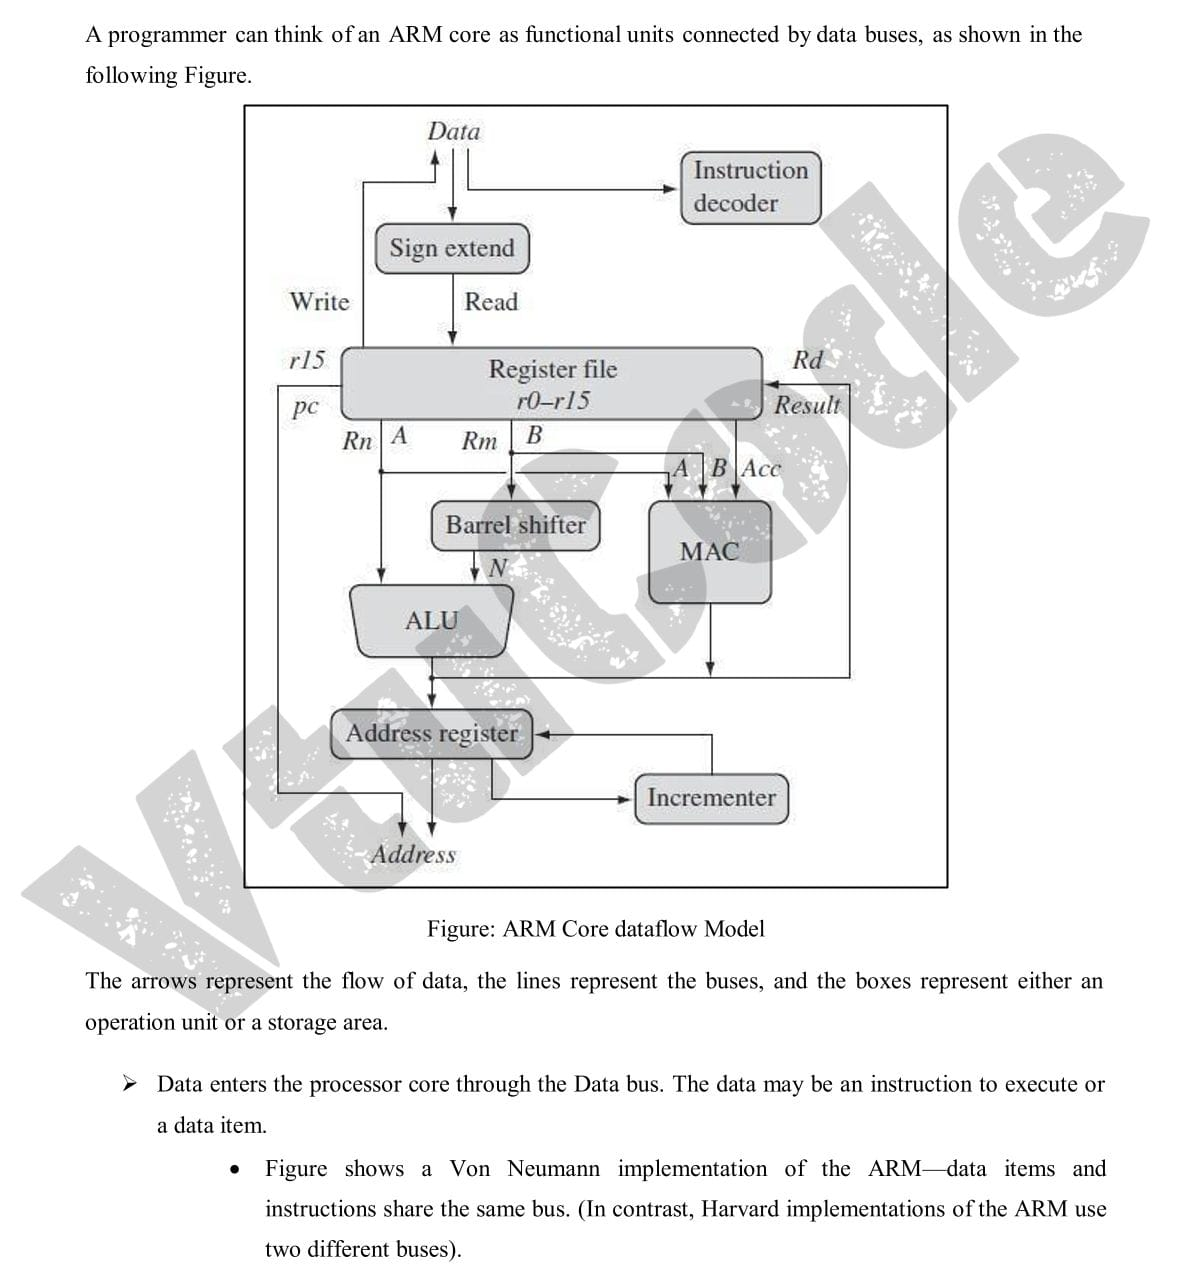 A programmer can think of an ARM core as functional units connected by data buses, as shown in the
following Figure.
Data
Instruction
decoder
Sign extend
Write
Read
r15
Register file
Rd
pc
r0–r15
Result
Rn A Rm B
A B Acc
Barrel shifter
MAC
N
ALU
Address register
Incrementer
Address
Figure: ARM Core dataflow Model
The arrows represent the flow of data, the lines represent the buses, and the boxes represent either an
operation unit or a storage area.
➢ Data enters the processor core through the Data bus. The data may be an instruction to execute or
a data item.
• Figure shows a Von Neumann implementation of the ARM—data items and
instructions share the same bus. (In contrast, Harvard implementations of the ARM use
two different buses).
VtuCode